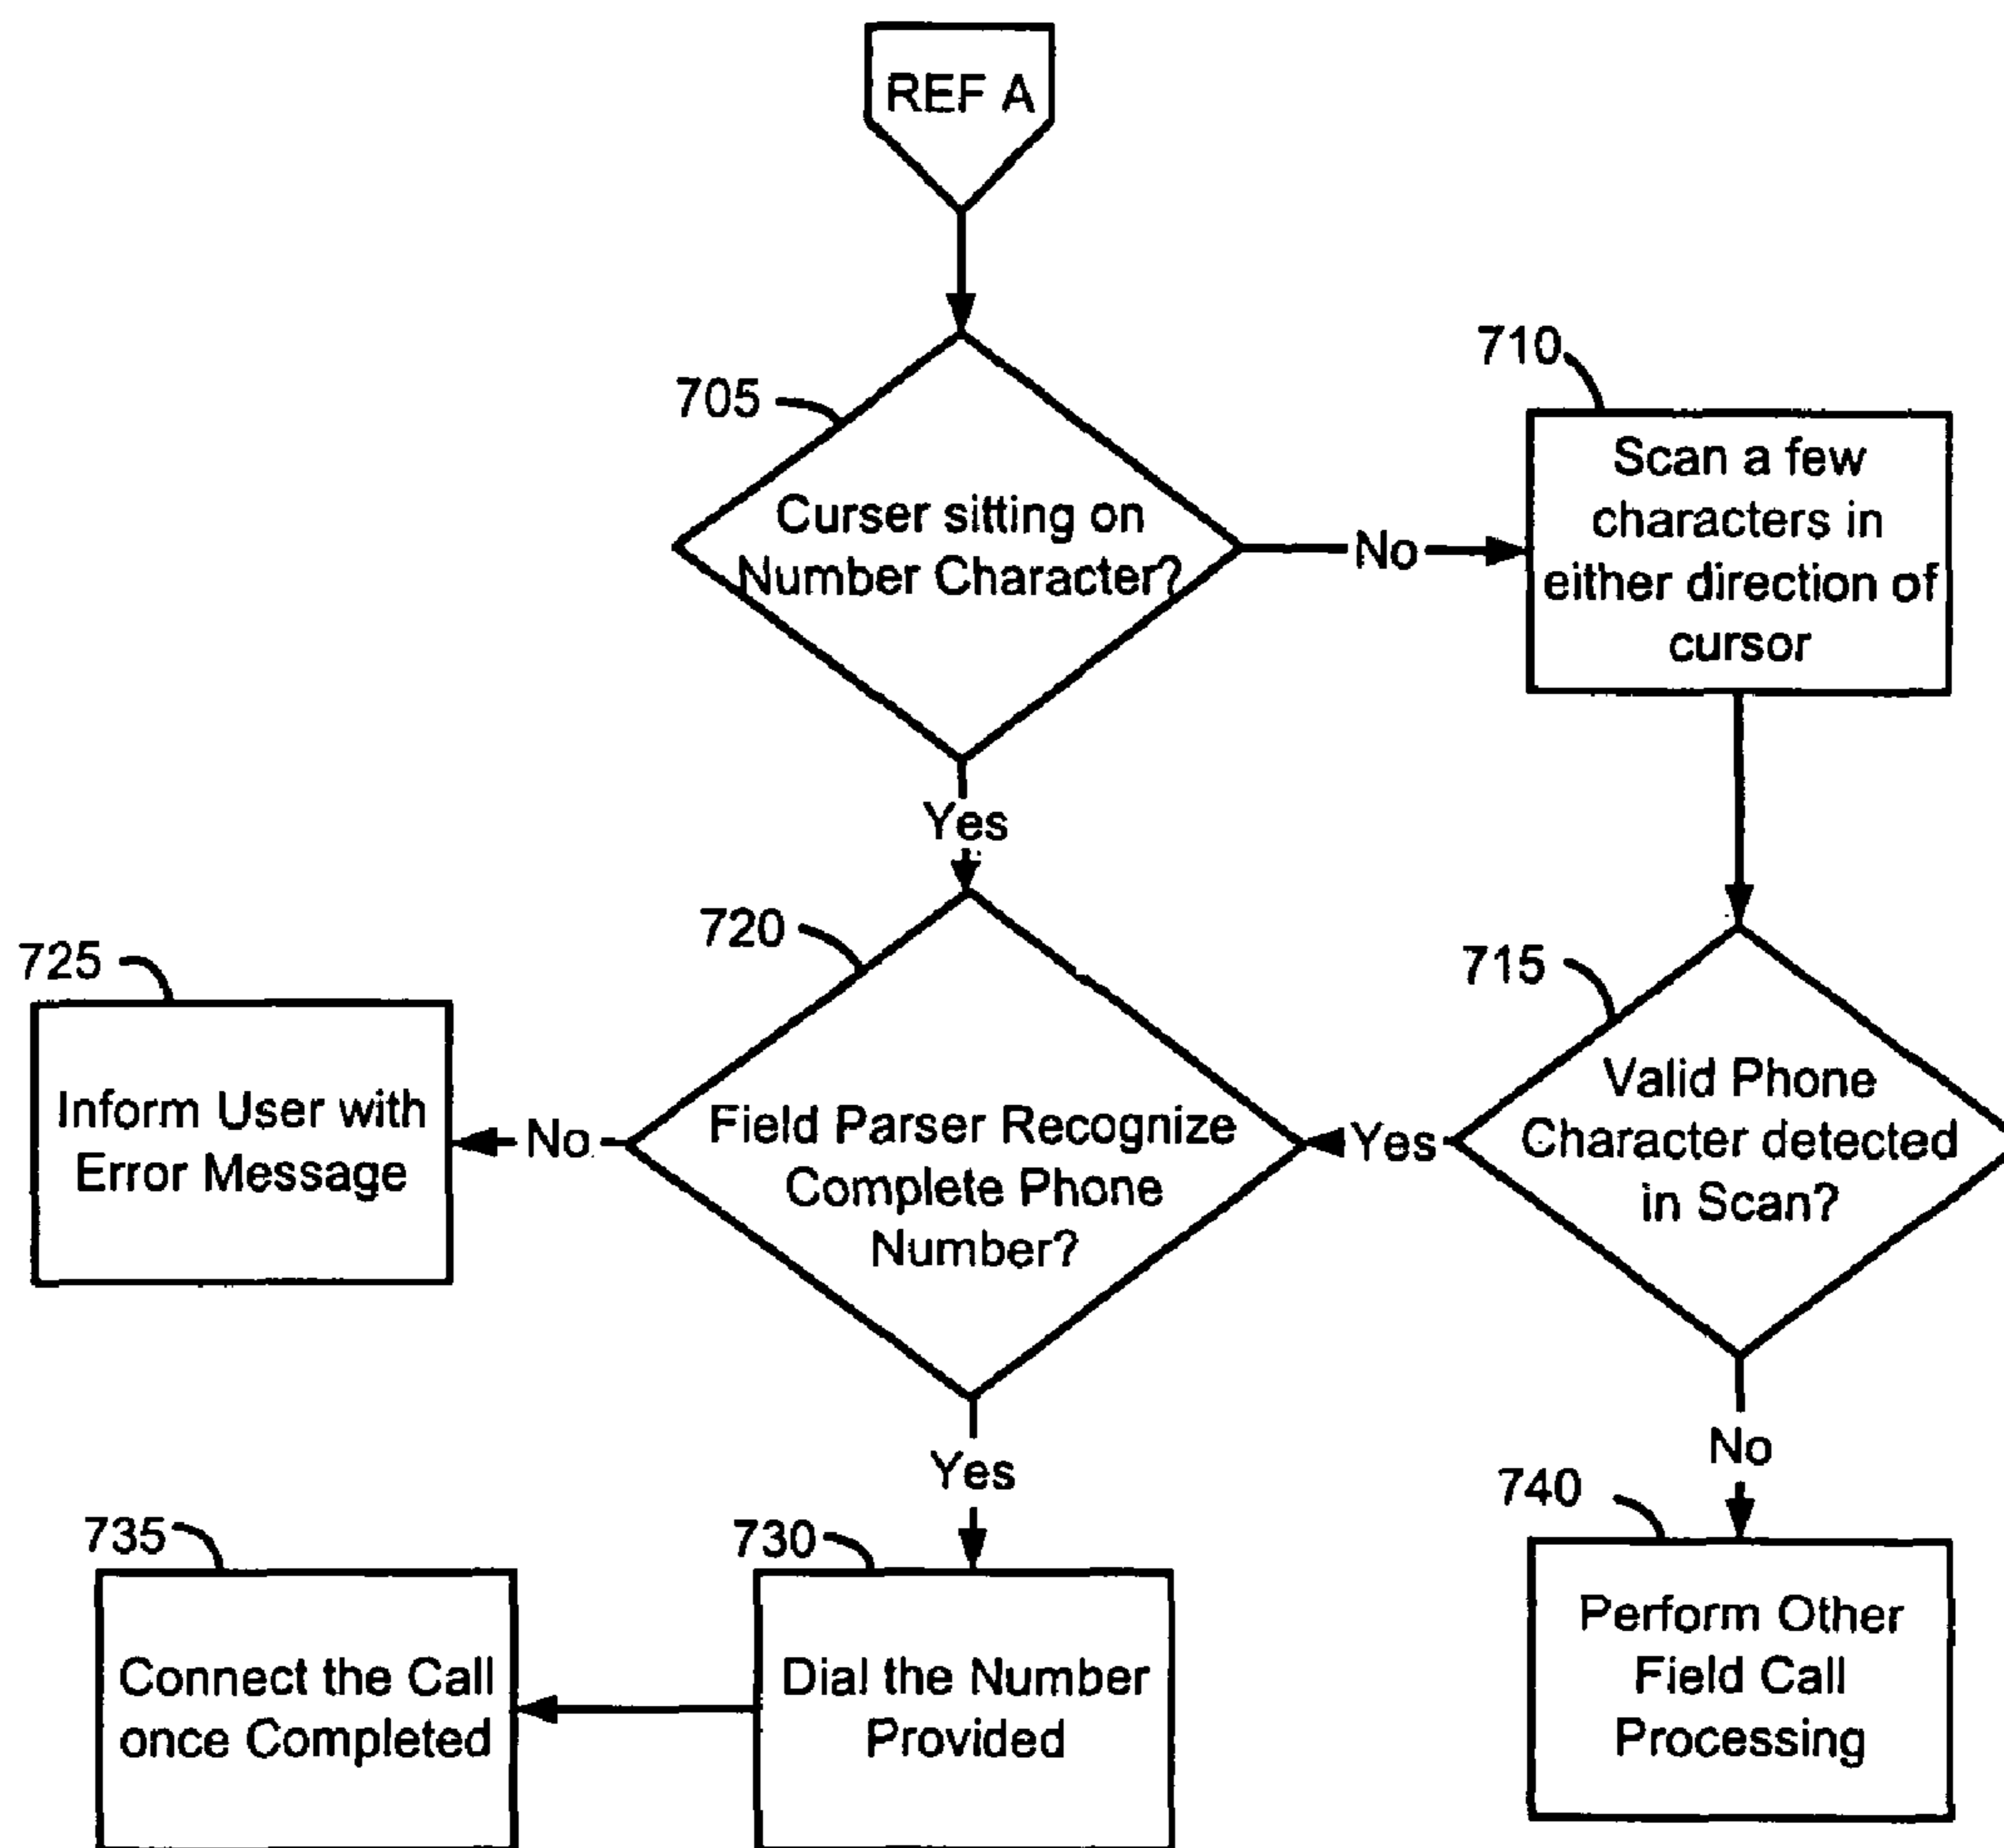 REF A
705
Curser sitting on
Number Character?
No
710
Scan a few
characters in
either direction of
cursor
Yes
720
Field Parser Recognize
Complete Phone
Number?
715
Valid Phone
Character detected
in Scan?
Yes
No
725
Inform User with
Error Message
Yes
No
735
Connect the Call
once Completed
730
Dial the Number
Provided
740
Perform Other
Field Call
Processing